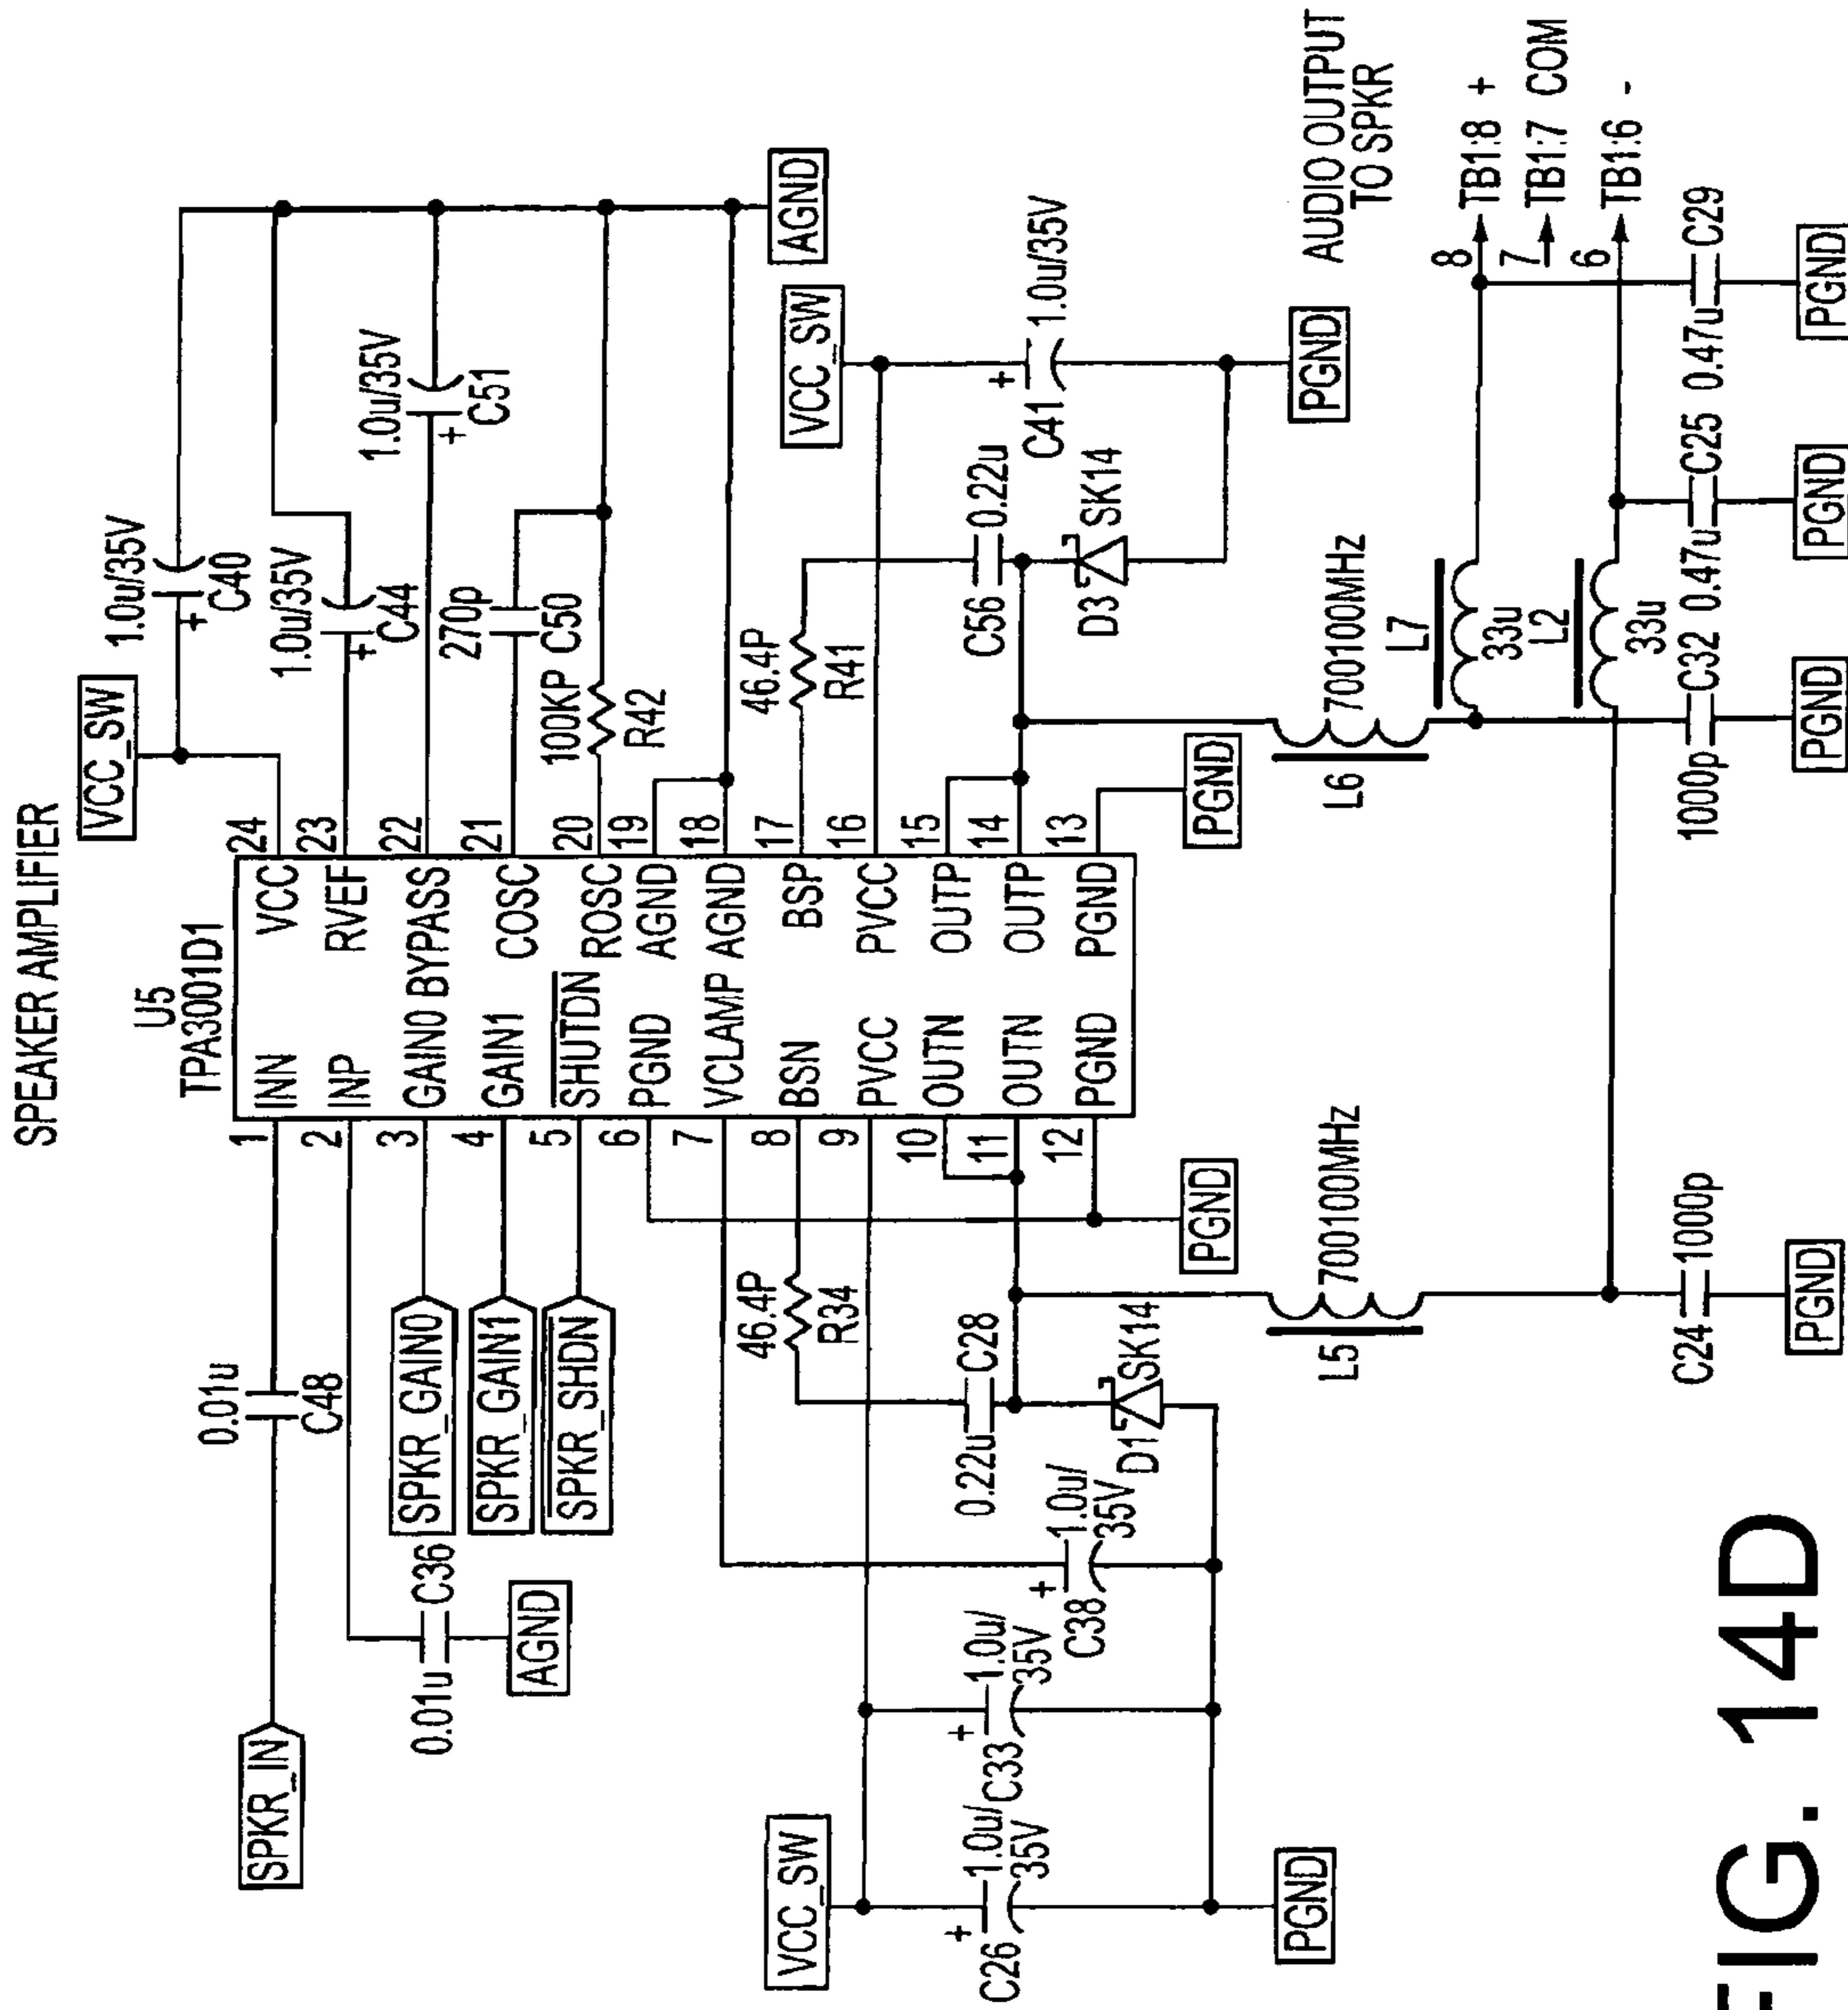 SPEAKER AMPLIFIER
U5
TPA3001D1
VCC_SW
1.0u/35V
+
C40
1.0u/35V
+
C44
1.0u/35V
+
C51
270p
C50
100KP
R42
AGND
SPKR_IN
0.01u
C48
0.01u
C36
AGND
SPKR_GAIN0
SPKR_GAIN1
SPKR_SHDN
1 INN VCC 24
2 INP RVEF 23
3 GAIN0 BYPASS 22
4 GAIN1 COSC 21
5 SHUTDN ROSC 20
6 PGND AGND 19
7 VCLAMP AGND 18
8 BSN BSP 17
9 PVCC PVCC 16
10 OUTN OUTP 15
11 OUTN OUTP 14
12 PGND PGND 13
46.4P
R34
46.4P
R41
VCC_SW
C26
+
1.0u/
35V
C33
+
1.0u/
35V
C38
+
1.0u/
35V
0.22u
C28
D1
SK14
PGND
PGND
PGND
C56
0.22u
D3
SK14
VCC_SW
C41
+
1.0u/35V
PGND
L5
700100MHz
L6
700100MHz
L7
33u
L2
33u
AUDIO OUTPUT
TO SPKR
8 TB1:8 +
7 TB1:7 COM
6 TB1:6 -
C24
1000p
PGND
1000p
C32
PGND
0.47u
C25
PGND
0.47u
C29
PGND
FIG. 14D